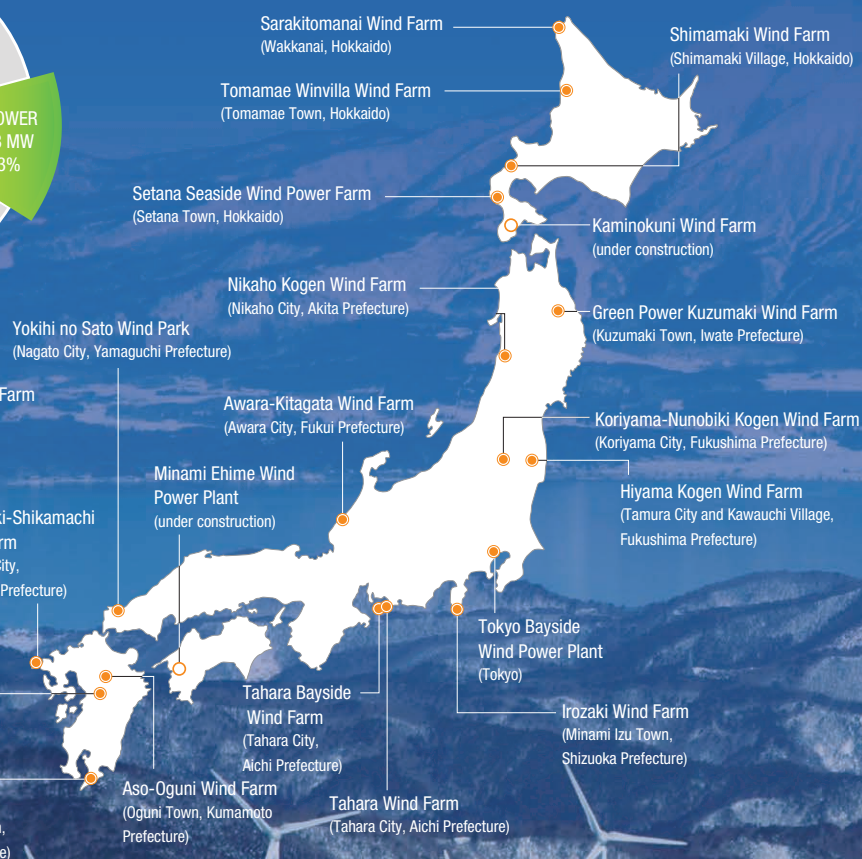 Sarakitomanai Wind Farm
(Wakkanai, Hokkaido)
Shimamaki Wind Farm
(Shimamaki Village, Hokkaido)
Tomamae Winvilla Wind Farm
(Tomamae Town, Hokkaido)
MW
3%
Setana Seaside Wind Power Farm
(Setana Town, Hokkaido)
Kaminokuni Wind Farm
(under construction)
Nikaho Kogen Wind Farm
(Nikaho City, Akita Prefecture)
Green Power Kuzumaki Wind Farm
(Kuzumaki Town, Iwate Prefecture)
Yokihi no Sato Wind Park
(Nagato City, Yamaguchi Prefecture)
Farm
Awara-Kitagata Wind Farm
(Awara City, Fukui Prefecture)
Koriyama-Nunobiki Kogen Wind Farm
(Koriyama City, Fukushima Prefecture)
Minami Ehime Wind
Power Plant
(under construction)
Hiyama Kogen Wind Farm
(Tamura City and Kawauchi Village,
Fukushima Prefecture)
ki-Shikamachi
rm
City,
Prefecture)
Tokyo Bayside
Wind Power Plant
(Tokyo)
Tahara Bayside
Wind Farm
(Tahara City,
Aichi Prefecture)
Irozaki Wind Farm
(Minami Izu Town,
Shizuoka Prefecture)
Aso-Oguni Wind Farm
(Oguni Town, Kumamoto
Prefecture)
Tahara Wind Farm
(Tahara City, Aichi Prefecture)